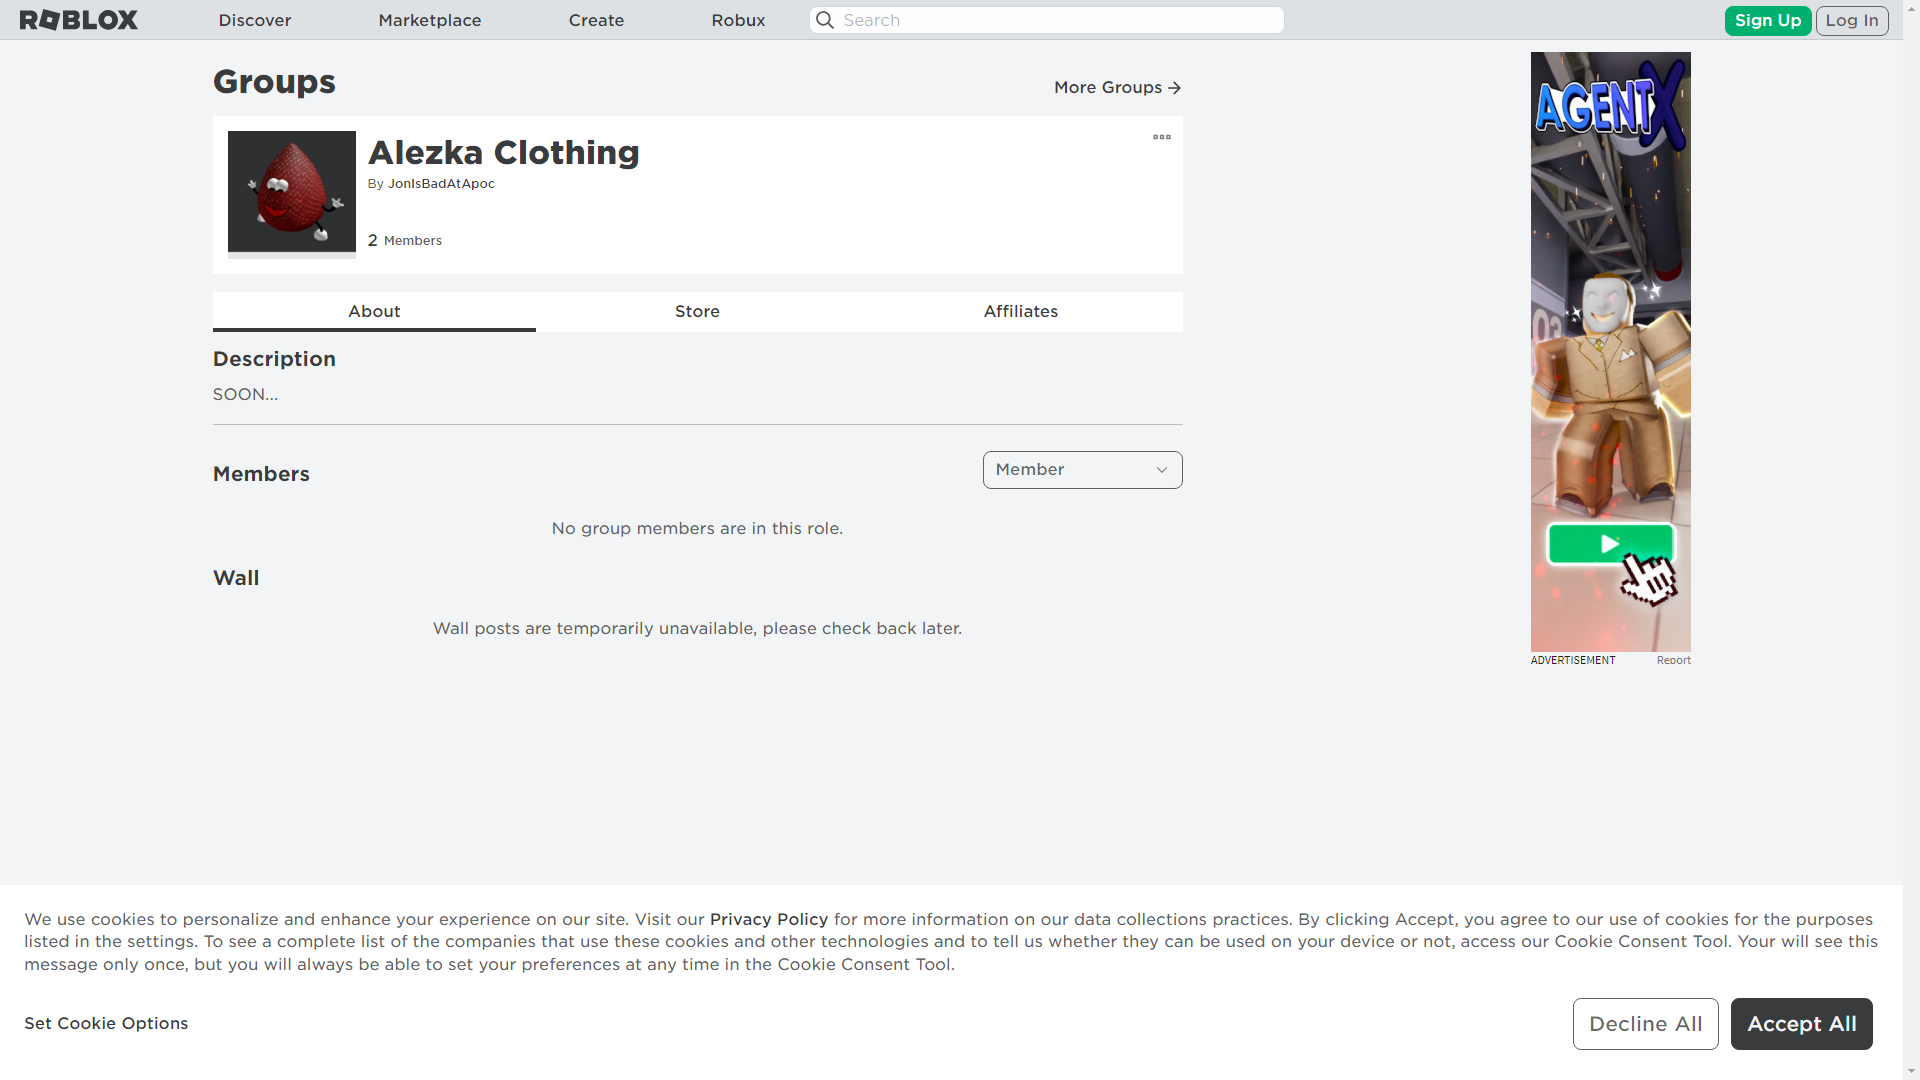 ROBLOX
Discover
Marketplace
Create
Robux
Search
Sign Up
Log In
Groups
More Groups
Alezka Clothing
By JonIsBadAtApoc
2 Members
About
Store
Affiliates
Description
SOON...
Members
Member
No group members are in this role.
Wall
Wall posts are temporarily unavailable, please check back later.
AGENT X
03
ADVERTISEMENT
Report
We use cookies to personalize and enhance your experience on our site. Visit our Privacy Policy for more information on our data collections practices. By clicking Accept, you agree to our use of cookies for the purposes
listed in the settings. To see a complete list of the companies that use these cookies and other technologies and to tell us whether they can be used on your device or not, access our Cookie Consent Tool. Your will see this
message only once, but you will always be able to set your preferences at any time in the Cookie Consent Tool.
Set Cookie Options
Decline All
Accept All